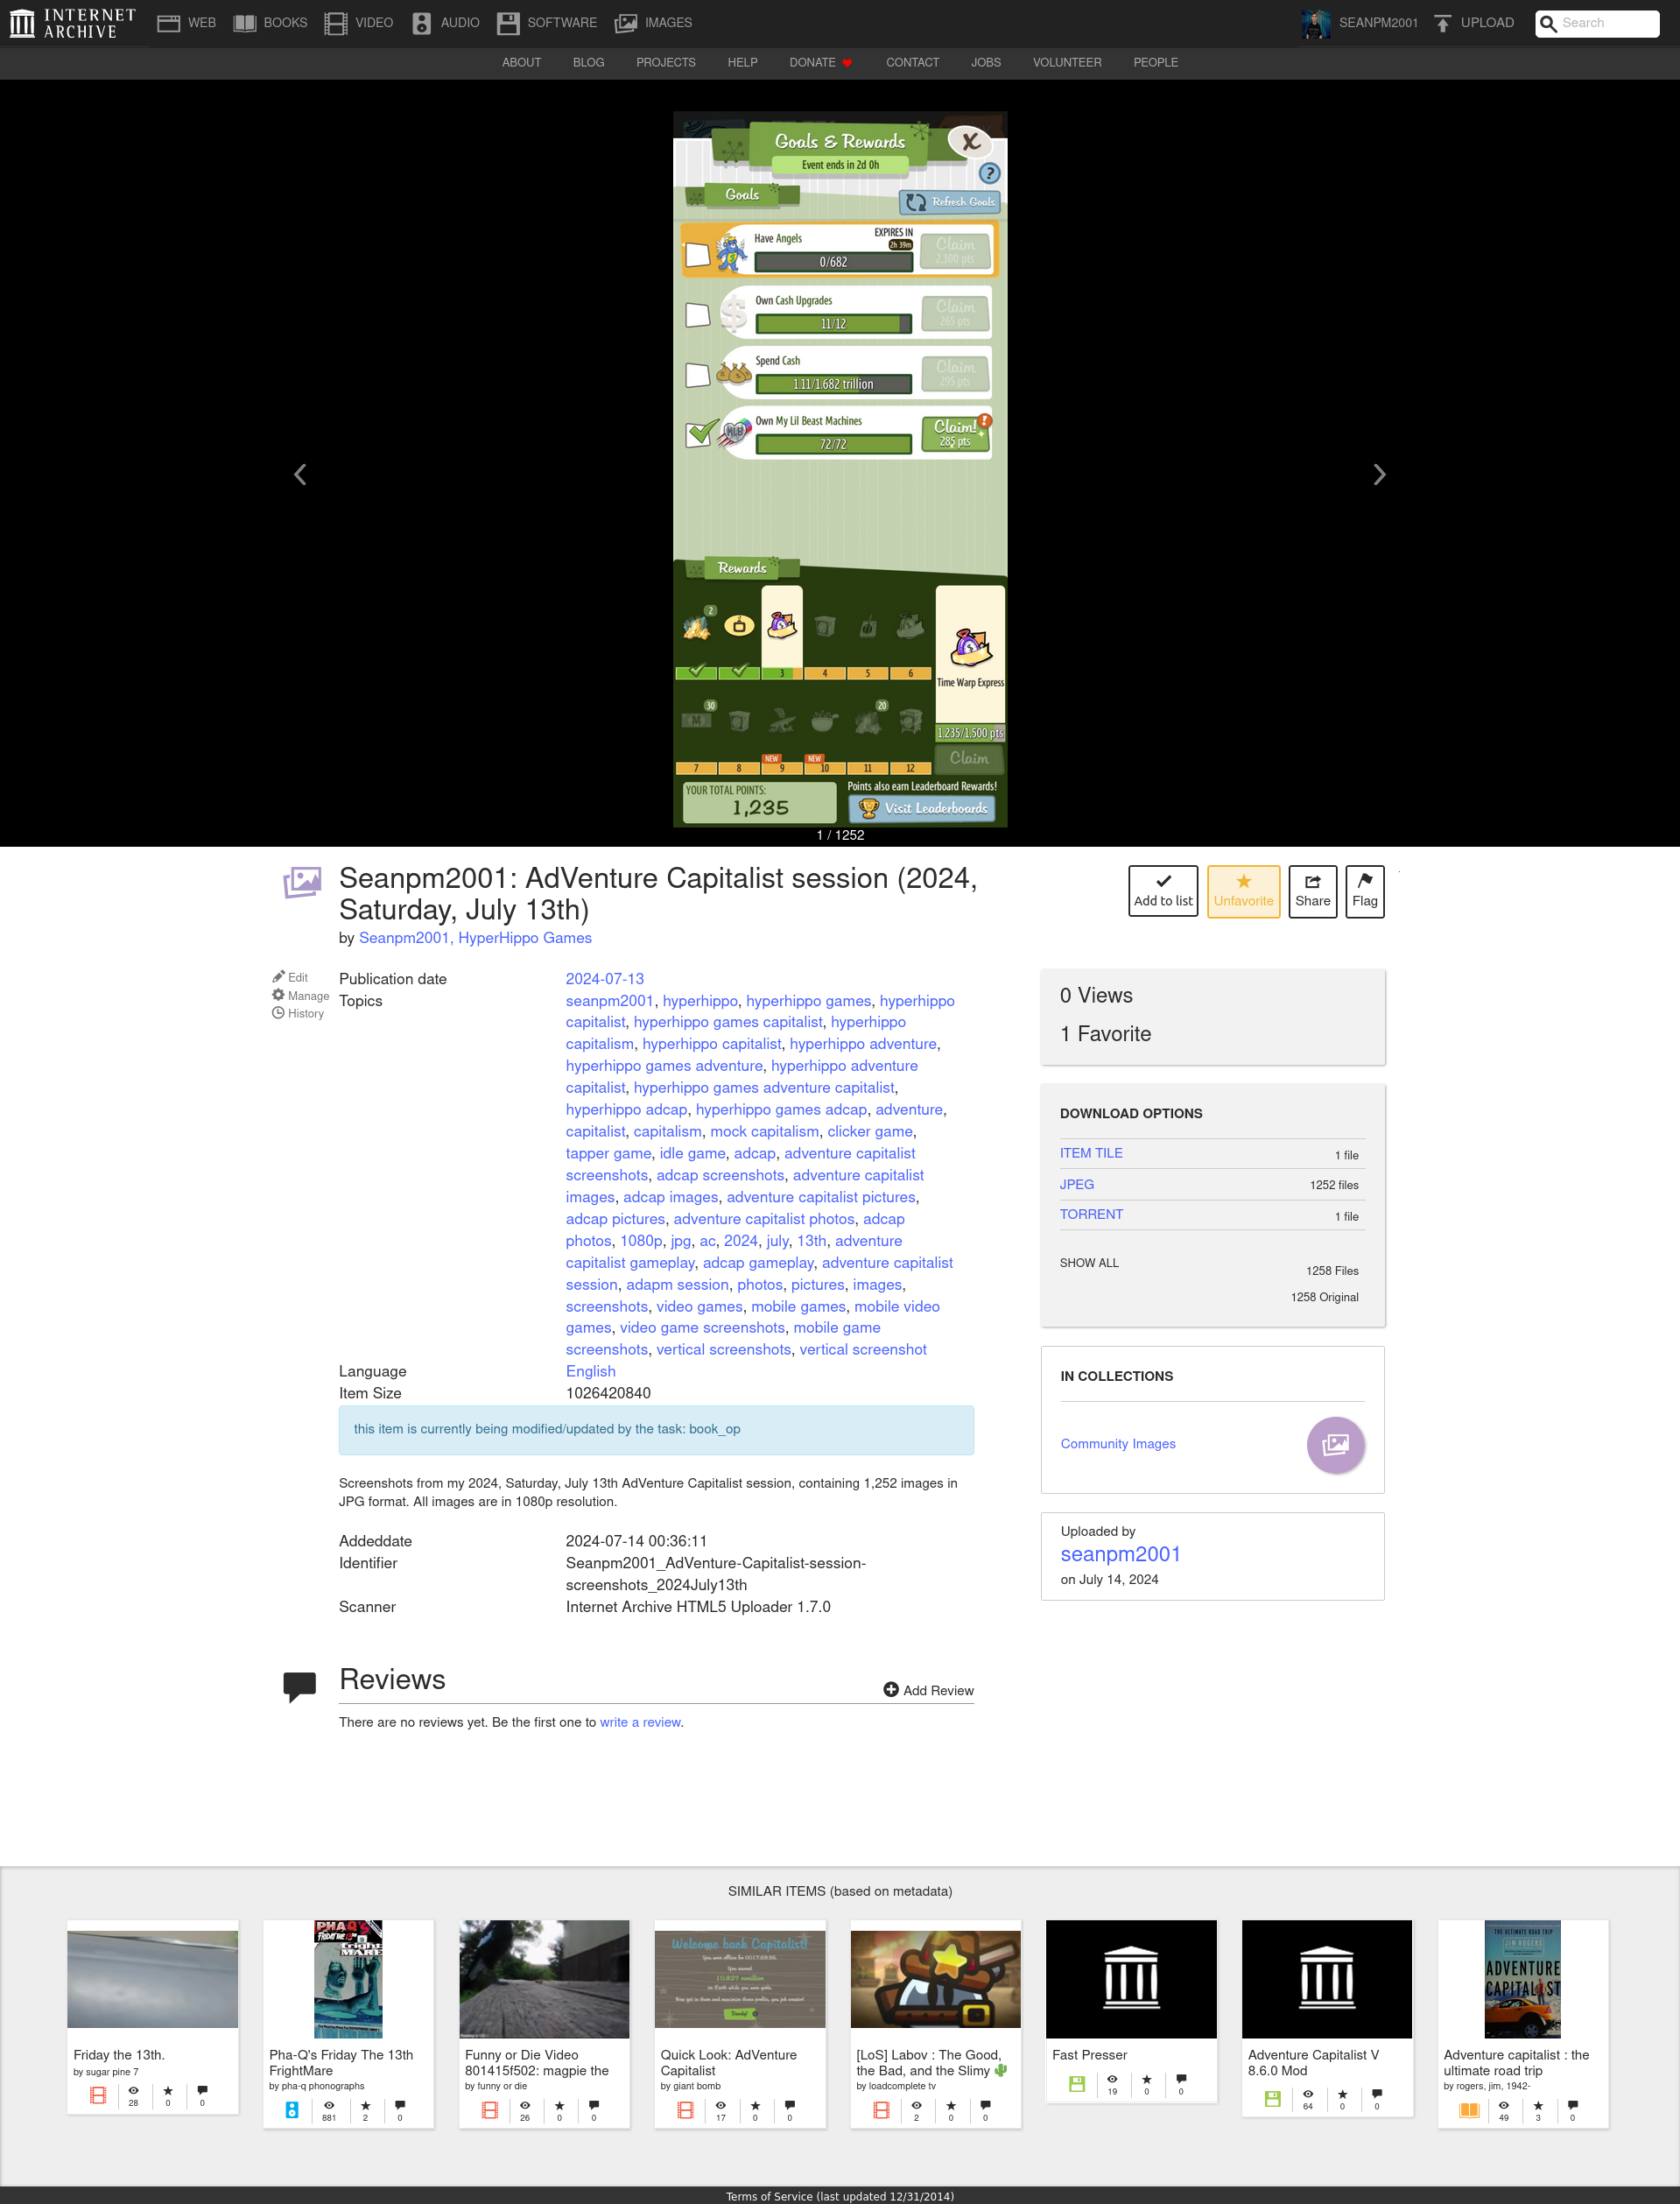 INTERNET ARCHIVE
WEB
BOOKS
VIDEO
AUDIO
SOFTWARE
IMAGES
SEANPM2001
UPLOAD
Search
ABOUT
BLOG
PROJECTS
HELP
DONATE
CONTACT
JOBS
VOLUNTEER
PEOPLE
Goals & Rewards
X
Event ends in 2d 0h
?
Goals
Refresh Goals
Have Angels
EXPIRES IN
2h 39m
0/682
Claim
2,300 pts
Own Cash Upgrades
11/12
Claim
265 pts
Spend Cash
1.11/1.682 trillion
Claim
295 pts
Own My Lil Beast Machines
72/72
Claim!
285 pts
Rewards
2
3
4
5
6
Time Warp Express
30
20
1,235/1,500 pts
NEW
NEW
7
8
9
10
11
12
Claim
YOUR TOTAL POINTS:
1,235
Points also earn Leaderboard Rewards!
Visit Leaderboards
1 / 1252
Seanpm2001: AdVenture Capitalist session (2024,
Saturday, July 13th)
by Seanpm2001, HyperHippo Games
Add to list
Unfavorite
Share
Flag
Edit
Manage
History
Publication date 2024-07-13
Topics seanpm2001, hyperhippo, hyperhippo games, hyperhippo
capitalist, hyperhippo games capitalist, hyperhippo
capitalism, hyperhippo capitalist, hyperhippo adventure,
hyperhippo games adventure, hyperhippo adventure
capitalist, hyperhippo games adventure capitalist,
hyperhippo adcap, hyperhippo games adcap, adventure,
capitalist, capitalism, mock capitalism, clicker game,
tapper game, idle game, adcap, adventure capitalist
screenshots, adcap screenshots, adventure capitalist
images, adcap images, adventure capitalist pictures,
adcap pictures, adventure capitalist photos, adcap
photos, 1080p, jpg, ac, 2024, july, 13th, adventure
capitalist gameplay, adcap gameplay, adventure capitalist
session, adapm session, photos, pictures, images,
screenshots, video games, mobile games, mobile video
games, video game screenshots, mobile game
screenshots, vertical screenshots, vertical screenshot
Language English
Item Size 1026420840
this item is currently being modified/updated by the task: book_op
Screenshots from my 2024, Saturday, July 13th AdVenture Capitalist session, containing 1,252 images in
JPG format. All images are in 1080p resolution.
Addeddate 2024-07-14 00:36:11
Identifier Seanpm2001_AdVenture-Capitalist-session-
screenshots_2024July13th
Scanner Internet Archive HTML5 Uploader 1.7.0
0 Views
1 Favorite
DOWNLOAD OPTIONS
ITEM TILE 1 file
JPEG 1252 files
TORRENT 1 file
SHOW ALL 1258 Files
1258 Original
IN COLLECTIONS
Community Images
Uploaded by
seanpm2001
on July 14, 2024
Reviews
Add Review
There are no reviews yet. Be the first one to write a review.
SIMILAR ITEMS (based on metadata)
Friday the 13th.
by sugar pine 7
28 0 0
PHA-Q'S
FRIDAY THE 13TH
Fright
MARE
Pha-Q's Friday The 13th
FrightMare
by pha-q phonographs
881 2 0
Funny or Die Video
801415f502: magpie the
by funny or die
26 0 0
Welcome back Capitalist!
Quick Look: AdVenture
Capitalist
by giant bomb
17 0 0
[LoS] Labov : The Good,
the Bad, and the Slimy 🌵
by loadcomplete tv
2 0 0
Fast Presser
19 0 0
Adventure Capitalist V
8.6.0 Mod
64 0 0
THE ULTIMATE ROAD TRIP
JIM ROGERS
ADVENTURE
CAPITALIST
Adventure capitalist : the
ultimate road trip
by rogers, jim, 1942-
49 3 0
Terms of Service (last updated 12/31/2014)